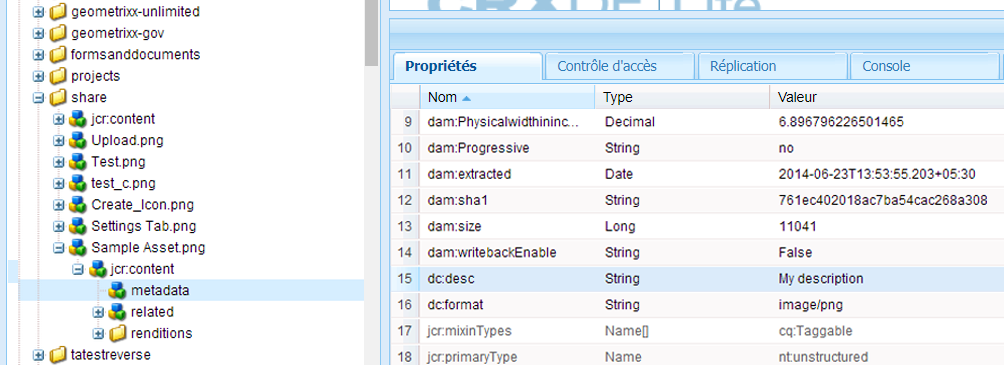 geometrixx-unlimited
geometrixx-gov
formsanddocuments
projects
share
jcr:content
Upload.png
Test.png
test_c.png
Create_Icon.png
Settings Tab.png
Sample Asset.png
jcr:content
metadata
related
renditions
tatestreverse
CRXDE Lite
Propriétés Contrôle d'accès Réplication Console
Nom Type Valeur
9 dam:Physicalwidthininc... Decimal 6.896796226501465
10 dam:Progressive String no
11 dam:extracted Date 2014-06-23T13:53:55.203+05:30
12 dam:sha1 String 761ec402018ac7ba54cac268a308
13 dam:size Long 11041
14 dam:writebackEnable String False
15 dc:desc String My description
16 dc:format String image/png
17 jcr:mixinTypes Name[] cq:Taggable
18 jcr:primaryType Name nt:unstructured